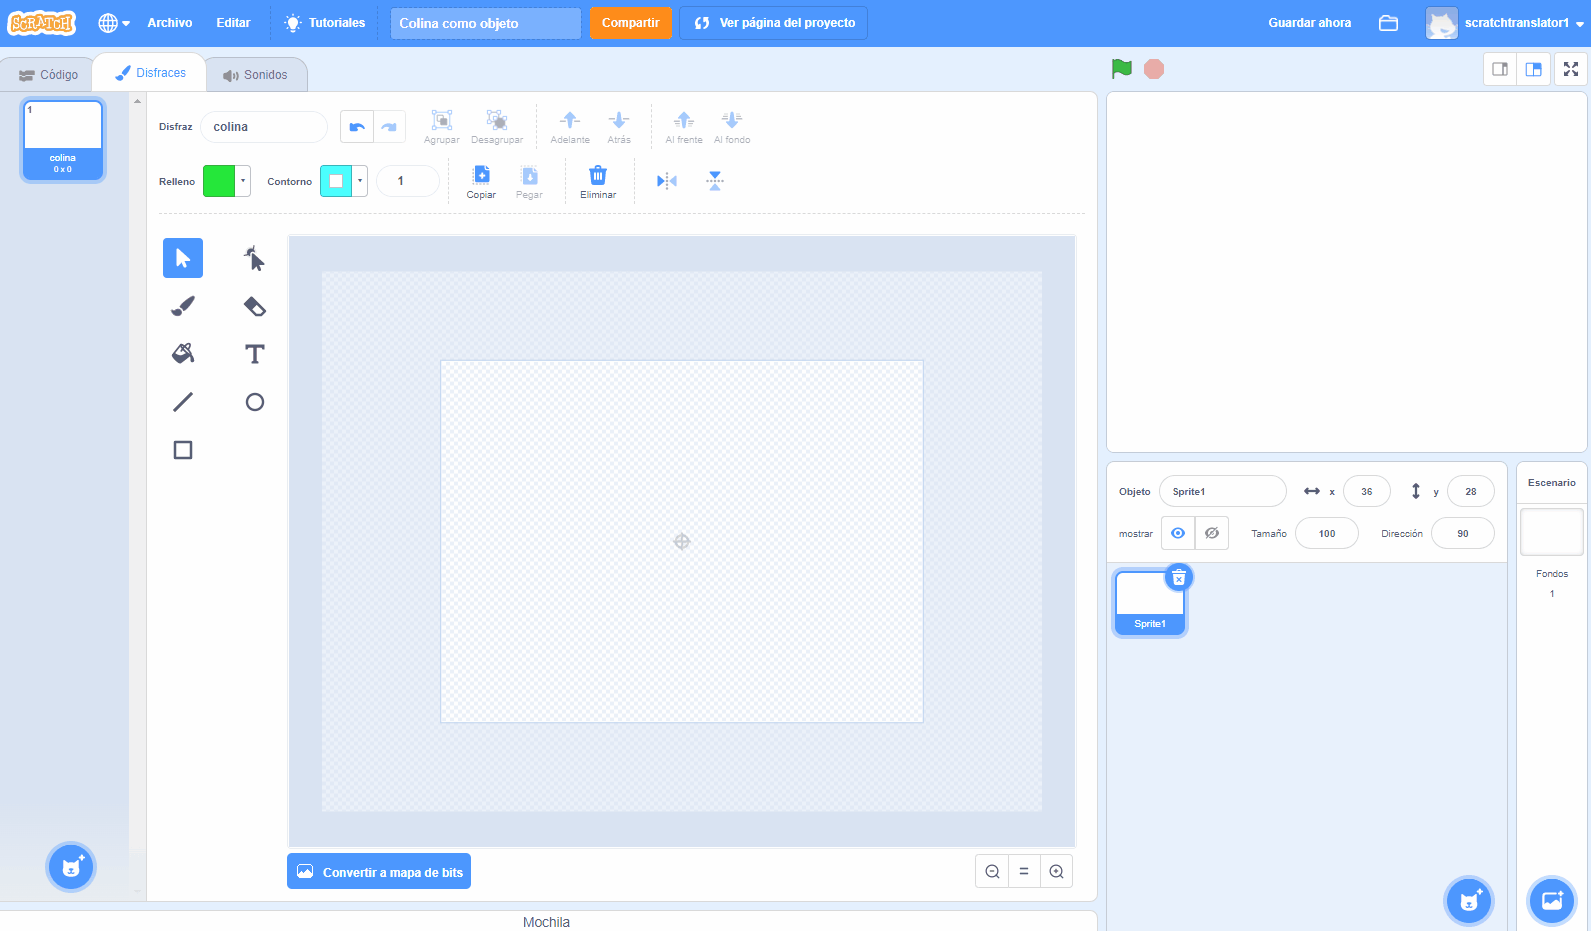 SCRATCH
Archivo
Editar
Tutoriales
Colina como objeto
Compartir
Ver página del proyecto
Guardar ahora
scratchtranslator1
Código
Disfraces
Sonidos
1
colina
0 x 0
Disfraz
colina
Agrupar
Desagrupar
Adelante
Atrás
Al frente
Al fondo
Relleno
Contorno
1
Copiar
Pegar
Eliminar
T
Convertir a mapa de bits
=
Mochila
Objeto
Sprite1
x
36
y
28
mostrar
Tamaño
100
Dirección
90
Sprite1
Escenario
Fondos
1